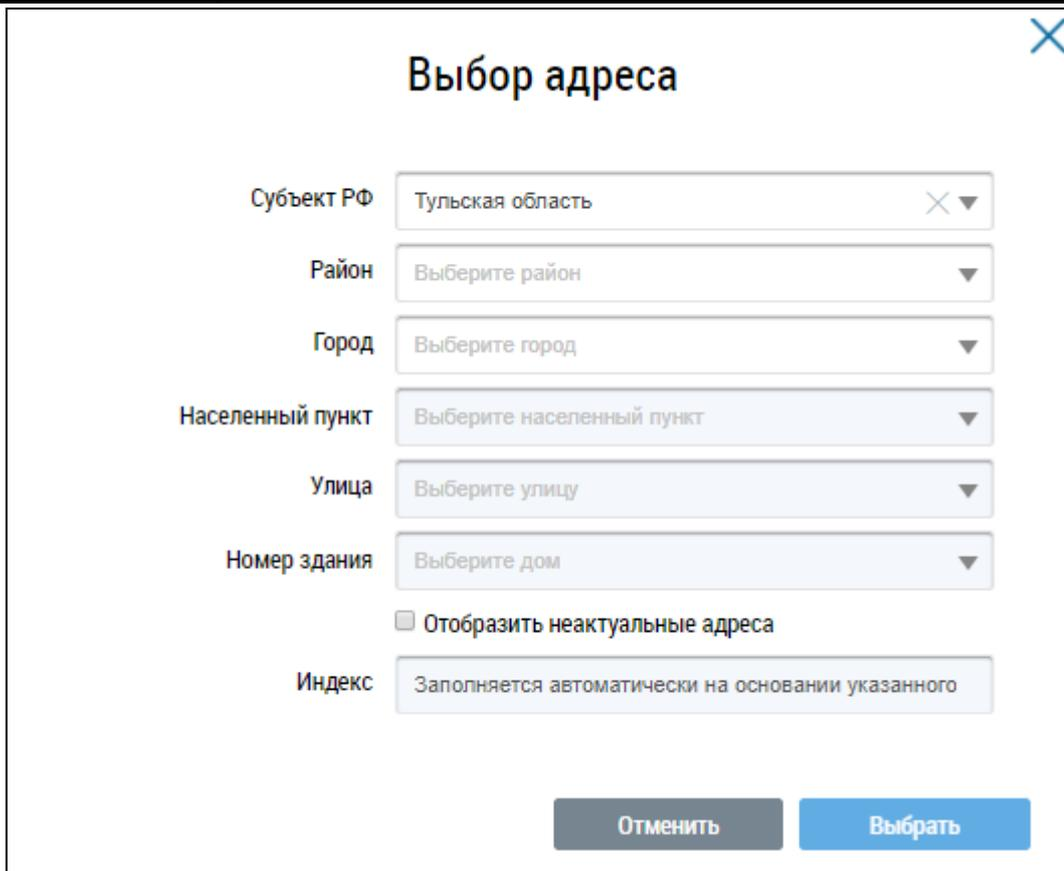 Выбор адреса
Субъект РФ Тульская область
Район Выберите район
Город Выберите город
Населенный пункт Выберите населенный пункт
Улица Выберите улицу
Номер здания Выберите дом
Отобразить неактуальные адреса
Индекс Заполняется автоматически на основании указанного
Отменить Выбрать